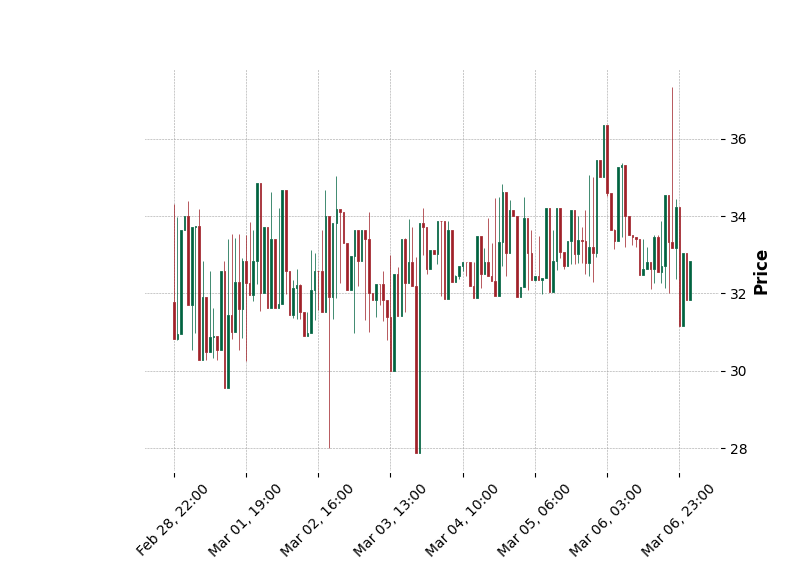 36
34
32
30
28
Price
Feb 28, 22:00
Mar 01, 19:00
Mar 02, 16:00
Mar 03, 13:00
Mar 04, 10:00
Mar 05, 06:00
Mar 06, 03:00
Mar 06, 23:00